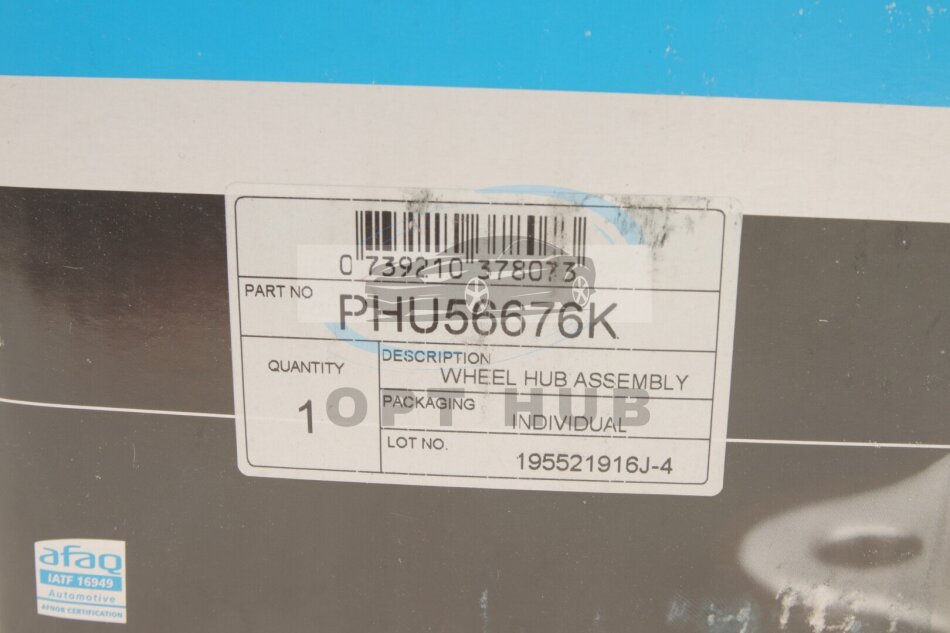 0 739210 378073
PART NO
PHU56676K
QUANTITY
1
DESCRIPTION
WHEEL HUB ASSEMBLY
PACKAGING
INDIVIDUAL
LOT NO.
195521916J-4
OPT HUB
afaq
IATF 16949
Automotive
AFNOR CERTIFICATION